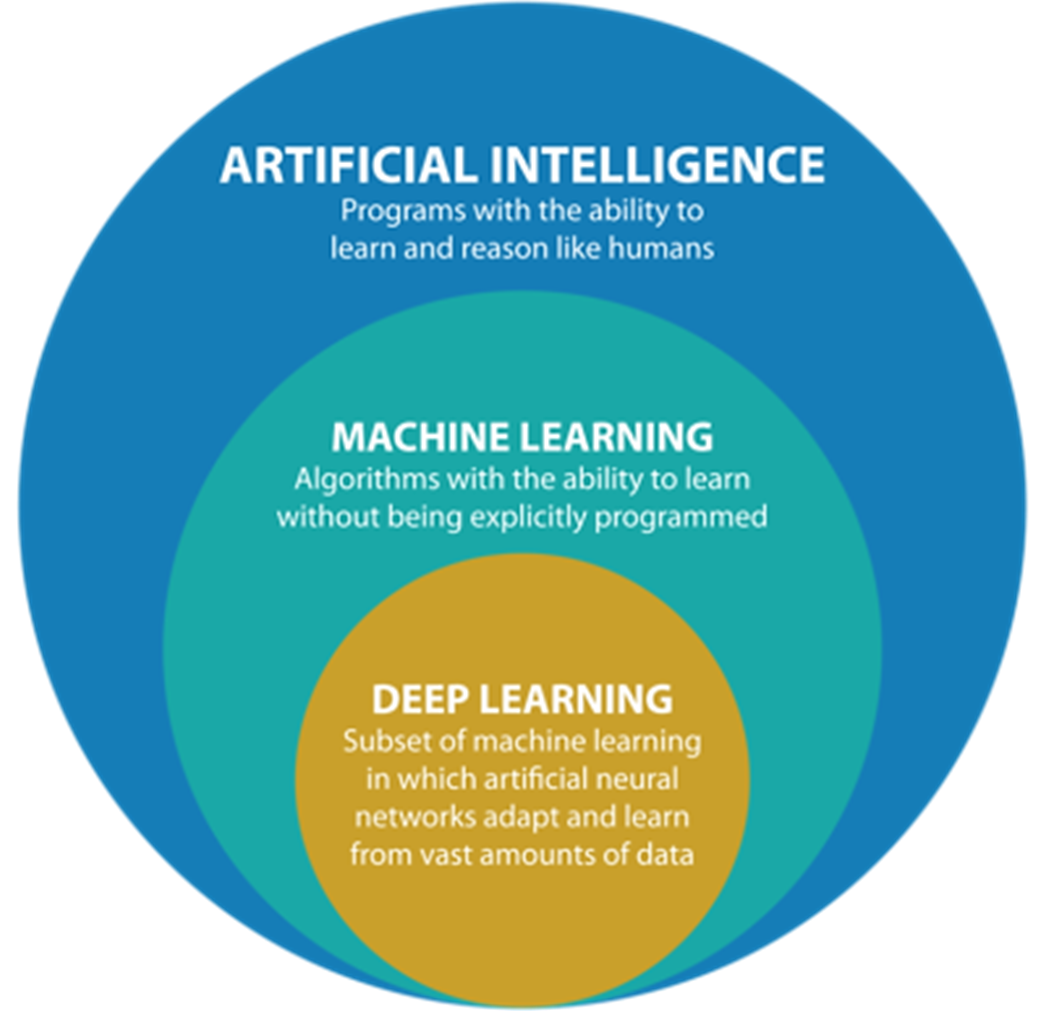 ARTIFICIAL INTELLIGENCE
Programs with the ability to
learn and reason like humans
MACHINE LEARNING
Algorithms with the ability to learn
without being explicitly programmed
DEEP LEARNING
Subset of machine learning
in which artificial neural
networks adapt and learn
from vast amounts of data